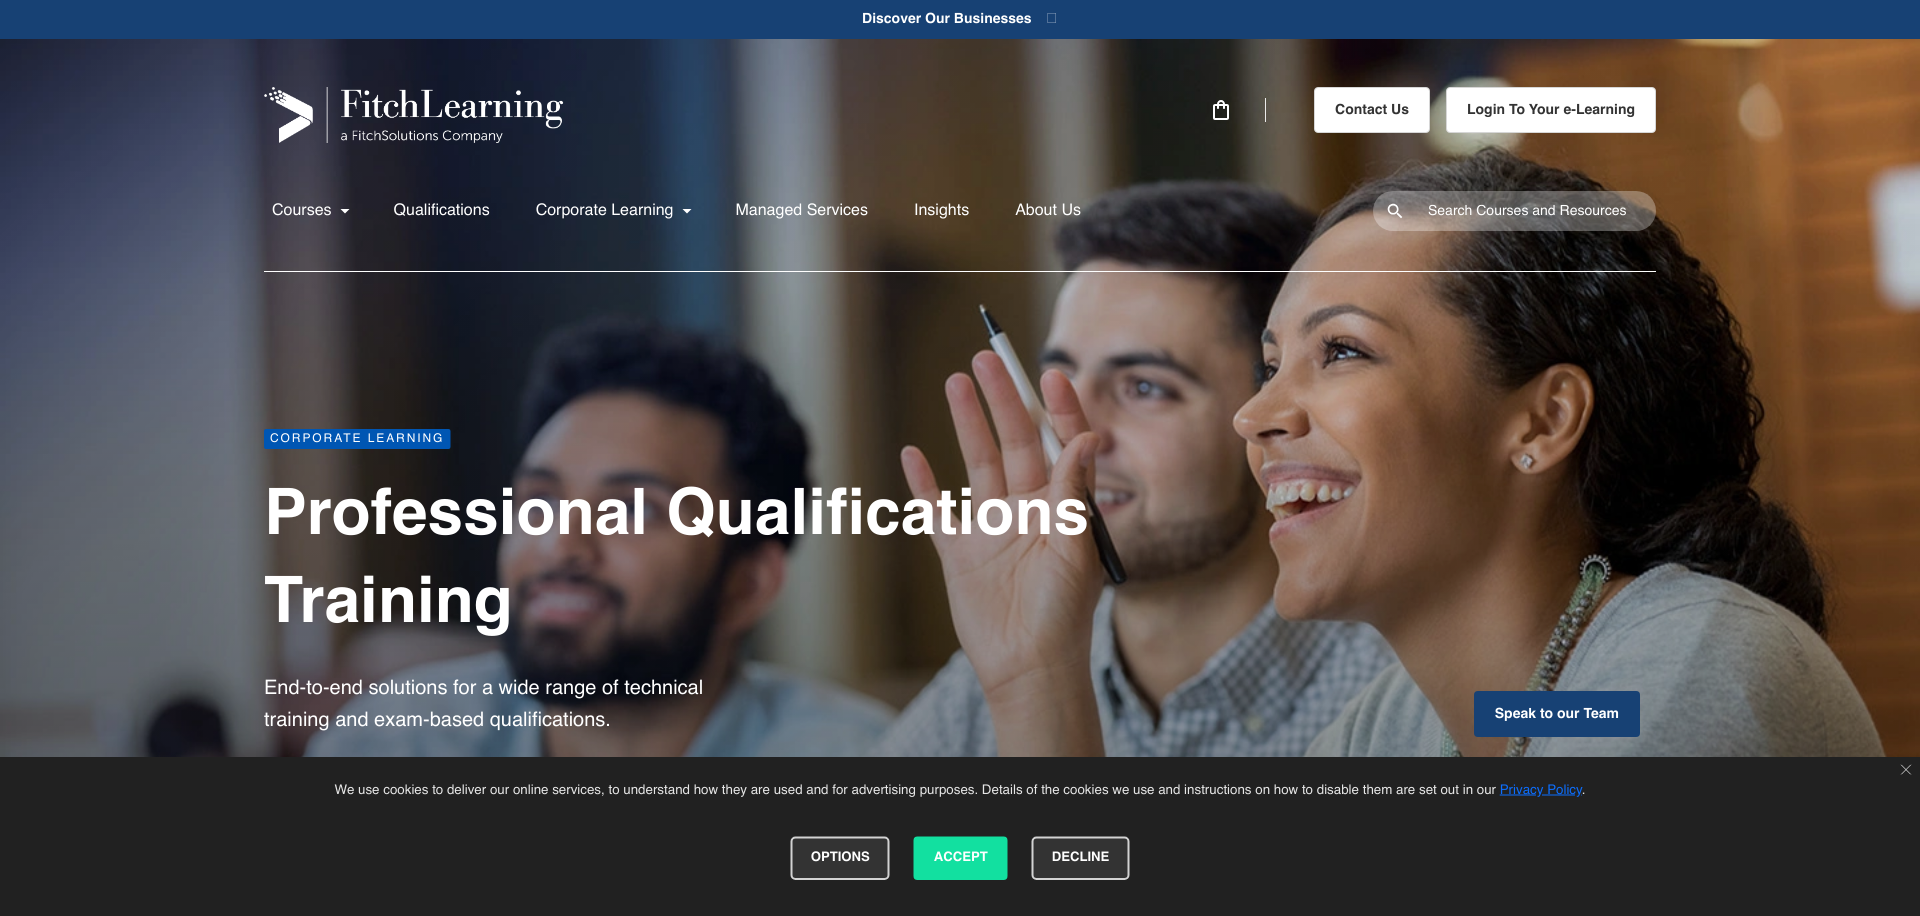 Discover Our Businesses
FitchLearning
a FitchSolutions Company
Contact Us
Login To Your e-Learning
Courses
Qualifications
Corporate Learning
Managed Services
Insights
About Us
Search Courses and Resources
CORPORATE LEARNING
Professional Qualifications
Training
End-to-end solutions for a wide range of technical
training and exam-based qualifications.
Speak to our Team
We use cookies to deliver our online services, to understand how they are used and for advertising purposes. Details of the cookies we use and instructions on how to disable them are set out in our Privacy Policy.
OPTIONS
ACCEPT
DECLINE